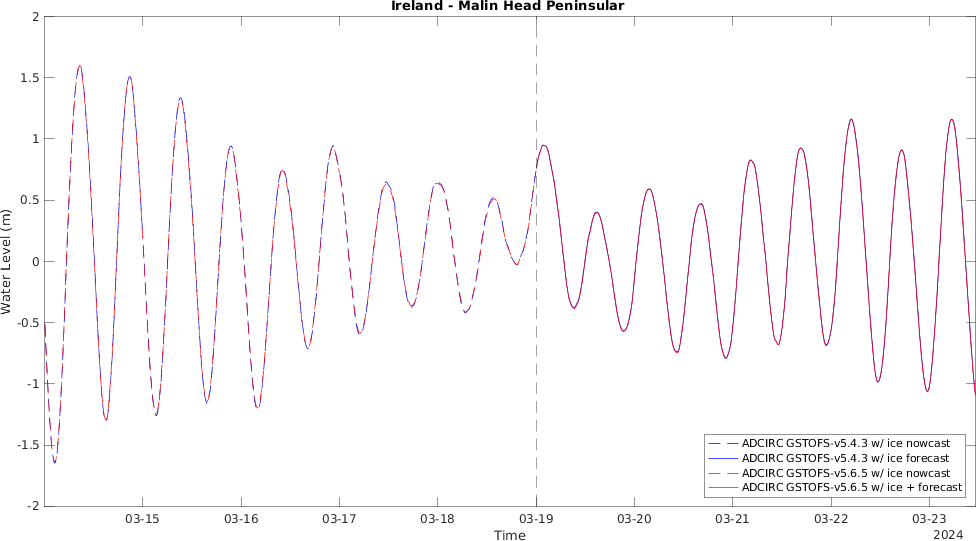 Ireland - Malin Head Peninsular
2
1.5
1
0.5
0
-0.5
-1
-1.5
-2
Water Level (m)
ADCIRC GSTOFS-v5.4.3 w/ ice nowcast
ADCIRC GSTOFS-v5.4.3 w/ ice forecast
ADCIRC GSTOFS-v5.6.5 w/ ice nowcast
ADCIRC GSTOFS-v5.6.5 w/ ice + forecast
03-15 03-16 03-17 03-18 03-19 03-20 03-21 03-22 03-23
Time
2024